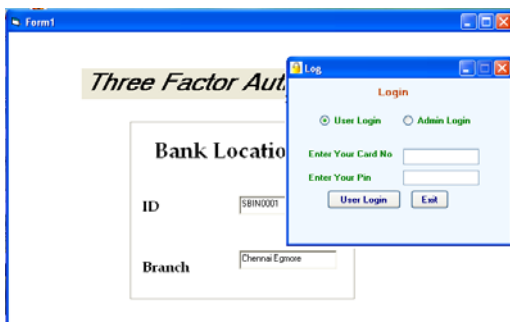 Form1
Three Factor Aut
Bank Locatio
ID
SBIN0001
Branch
Chennai Egmore
Log
Login
User Login
Admin Login
Enter Your Card No
Enter Your Pin
User Login
Exit